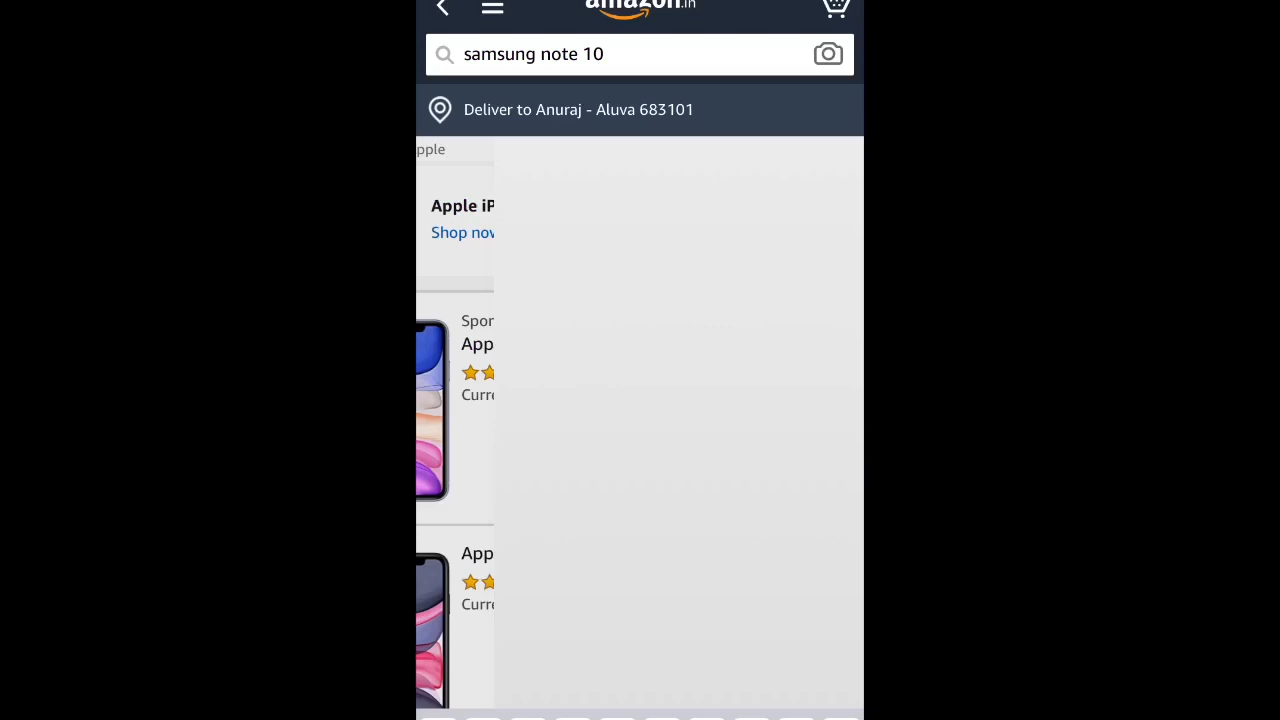 amazon.in
samsung note 10
Deliver to Anuraj - Aluva 683101
pple
Apple iP
Shop now
Spon
App
Curre
App
Curre